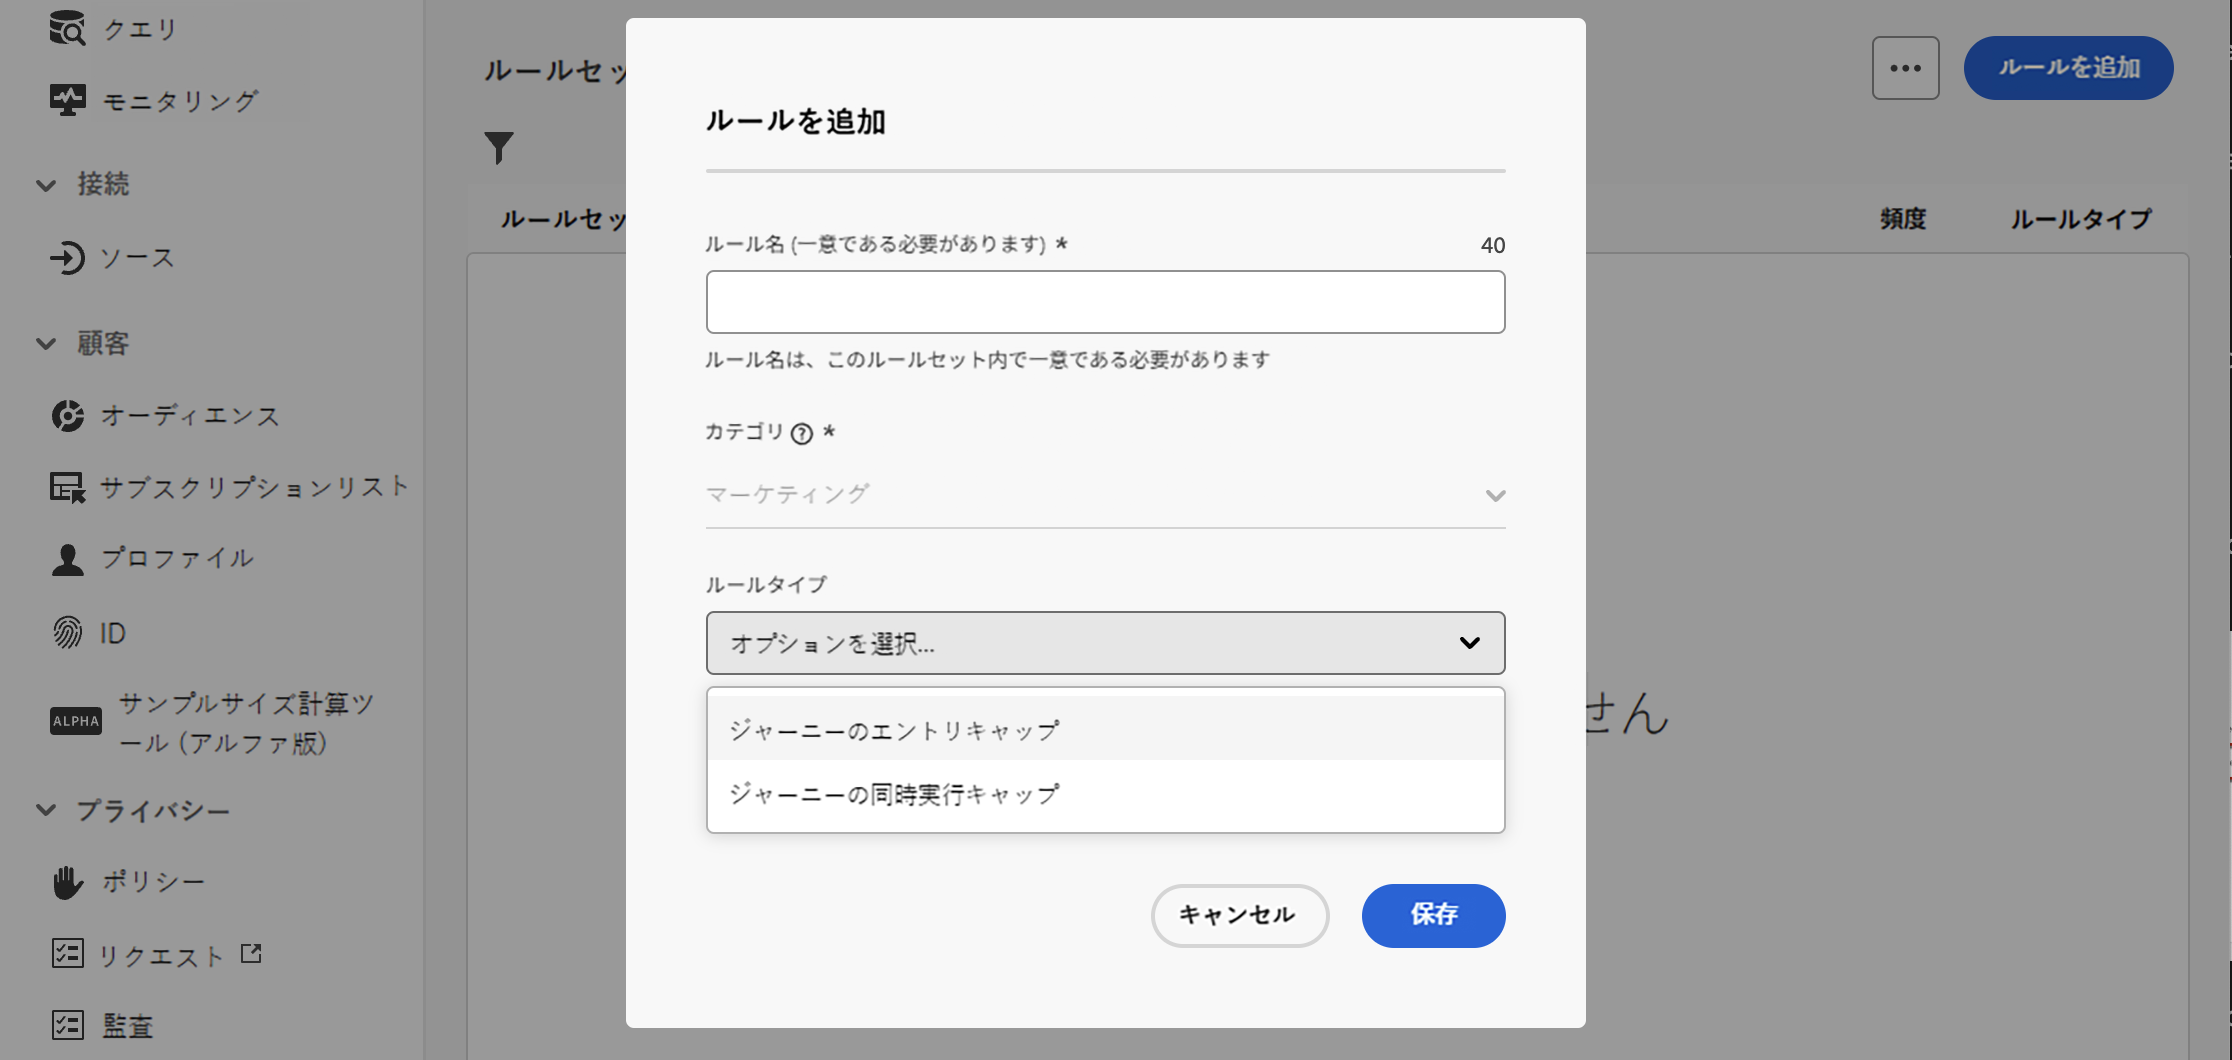 クエリ
モニタリング
接続
ソース
顧客
オーディエンス
サブスクリプションリスト
プロファイル
ID
ALPHA
サンプルサイズ計算ツ
ール (アルファ版)
プライバシー
ポリシー
リクエスト
監査
ルールセッ
ルールを追加
ルールセッ
頻度
ルールタイプ
せん
ルールを追加
ルール名 (一意である必要があります) *
40
ルール名は、このルールセット内で一意である必要があります
カテゴリ ? *
マーケティング
ルールタイプ
オプションを選択...
ジャーニーのエントリキャップ
ジャーニーの同時実行キャップ
キャンセル
保存